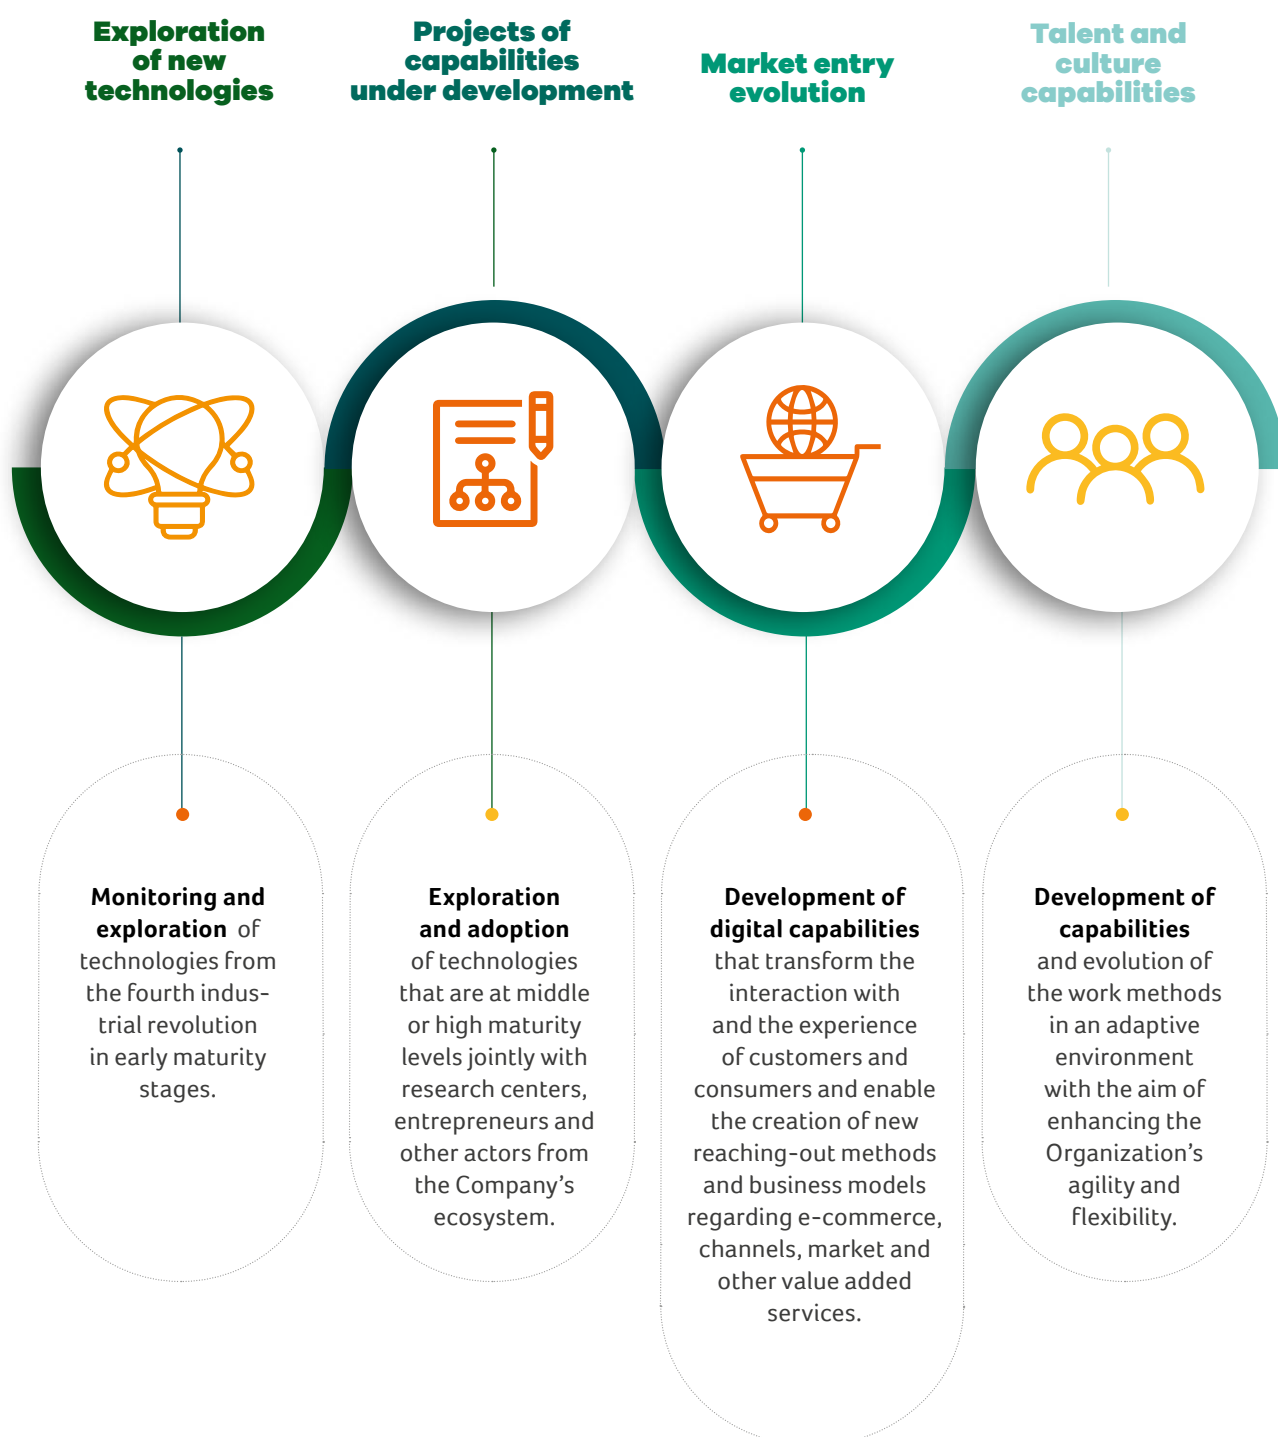 Exploration
of new
technologies
Projects of
capabilities
under development
Market entry
evolution
Talent and
culture
capabilities
Monitoring and
exploration of
technologies from
the fourth indus-
trial revolution
in early maturity
stages.
Exploration
and adoption
of technologies
that are at middle
or high maturity
levels jointly with
research centers,
entrepreneurs and
other actors from
the Company’s
ecosystem.
Development of
digital capabilities
that transform the
interaction with
and the experience
of customers and
consumers and enable
the creation of new
reaching-out methods
and business models
regarding e-commerce,
channels, market and
other value added
services.
Development of
capabilities
and evolution of
the work methods
in an adaptive
environment
with the aim of
enhancing the
Organization’s
agility and
flexibility.